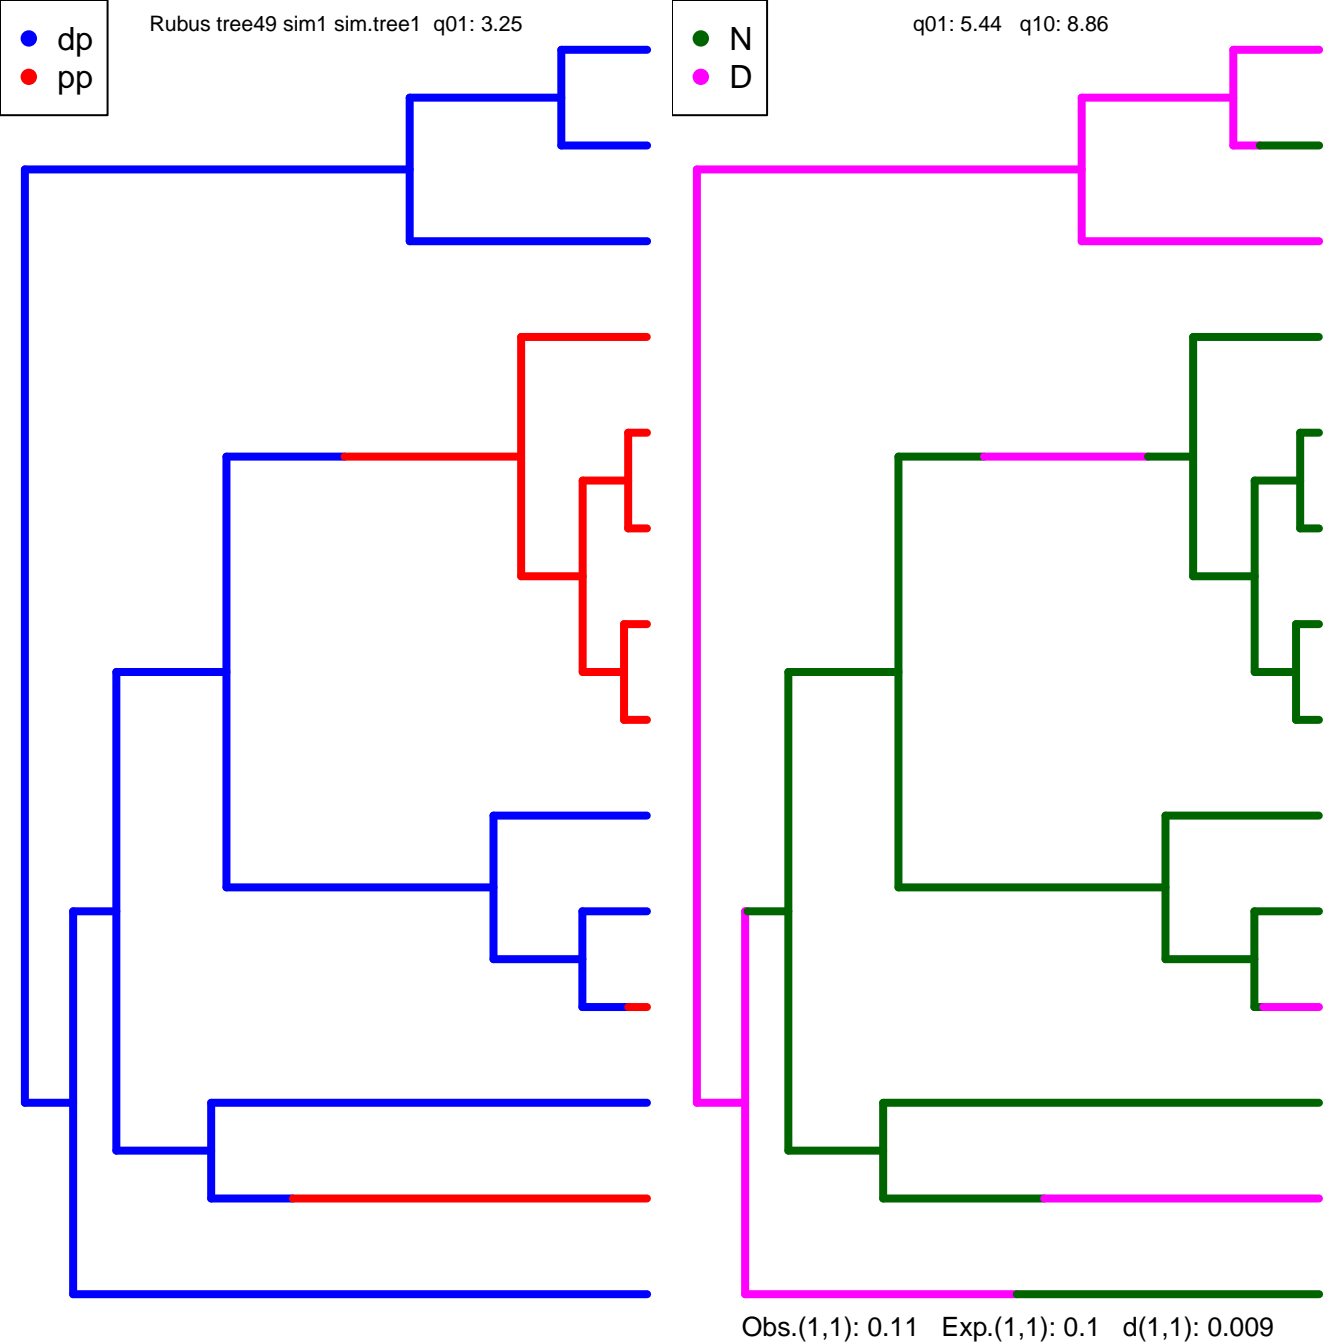 dp
pp
Rubus tree49 sim1 sim.tree1 q01: 3.25
N
D
q01: 5.44 q10: 8.86
Obs.(1,1): 0.11 Exp.(1,1): 0.1 d(1,1): 0.009